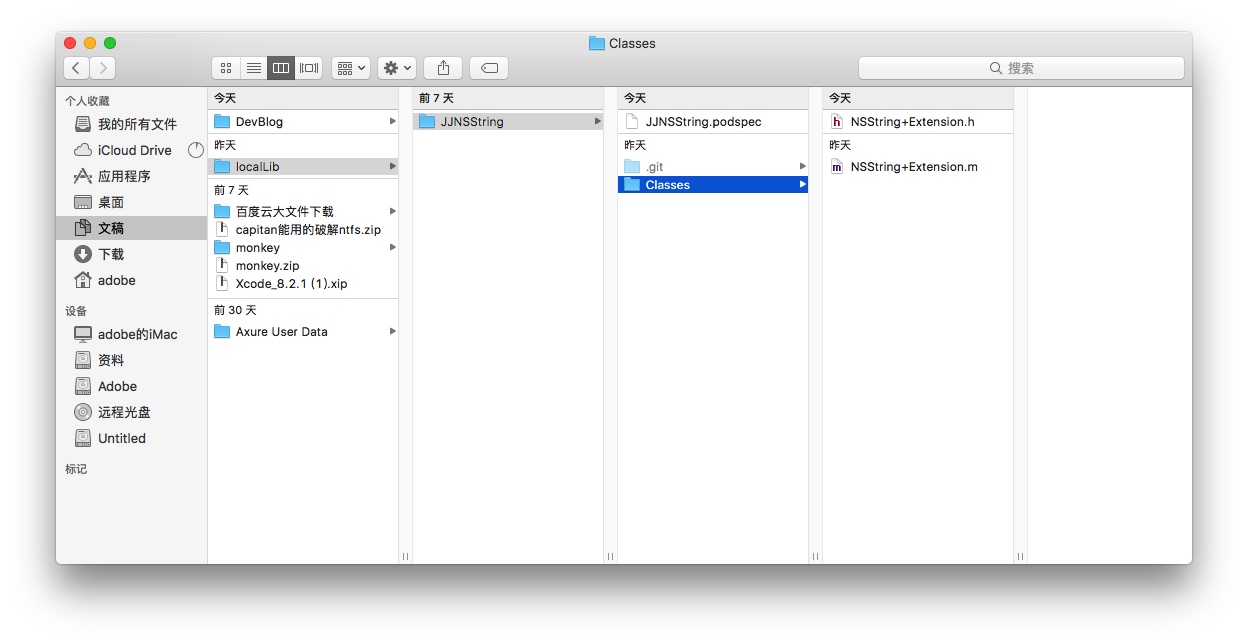 Classes
搜索
个人收藏
我的所有文件
iCloud Drive
应用程序
桌面
文稿
下载
adobe
设备
adobe的iMac
资料
Adobe
远程光盘
Untitled
标记
今天
DevBlog
昨天
localLib
前 7 天
百度云大文件下载
capitan能用的破解ntfs.zip
monkey
monkey.zip
Xcode_8.2.1 (1).xip
前 30 天
Axure User Data
前 7 天
JJNSString
今天
JJNSString.podspec
昨天
.git
Classes
今天
h NSString+Extension.h
昨天
m NSString+Extension.m